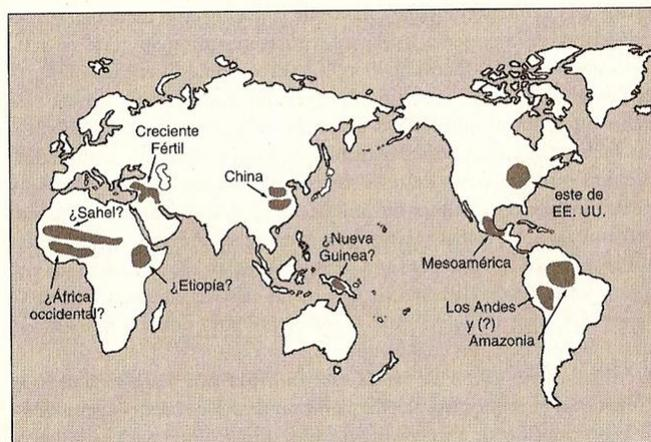 Creciente
Fértil
China
¿Sahel?
¿África
occidental?
¿Etiopía?
¿Nueva
Guinea?
este de
EE. UU.
Mesoamérica
Los Andes
y (?)
Amazonia